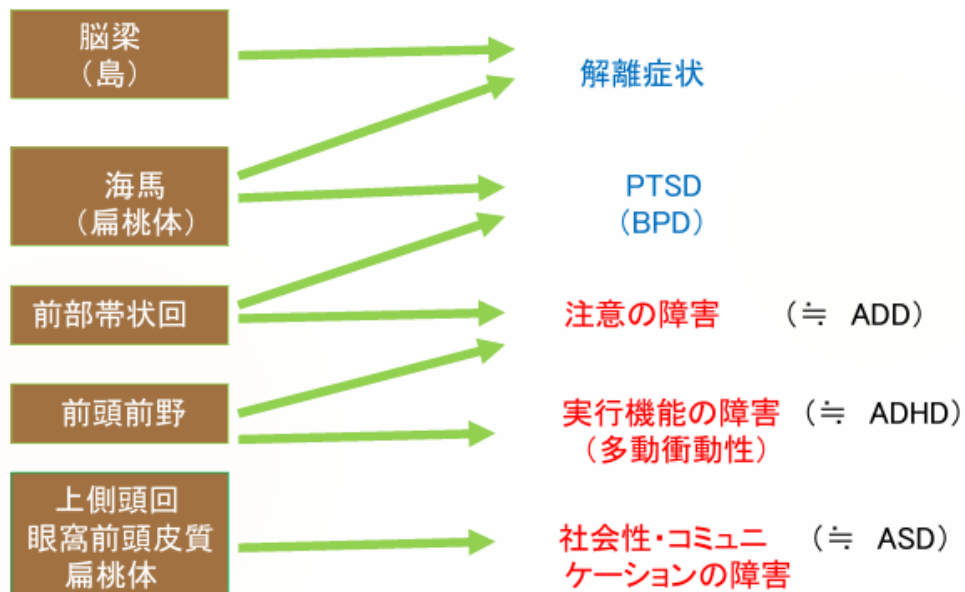 脳梁
（島）
解離症状
海馬
（扁桃体）
PTSD
（BPD）
前部帯状回
注意の障害 （≒ ADD）
前頭前野
実行機能の障害 （≒ ADHD）
（多動衝動性）
上側頭回
眼窩前頭皮質
扁桃体
社会性・コミュニ （≒ ASD）
ケーションの障害